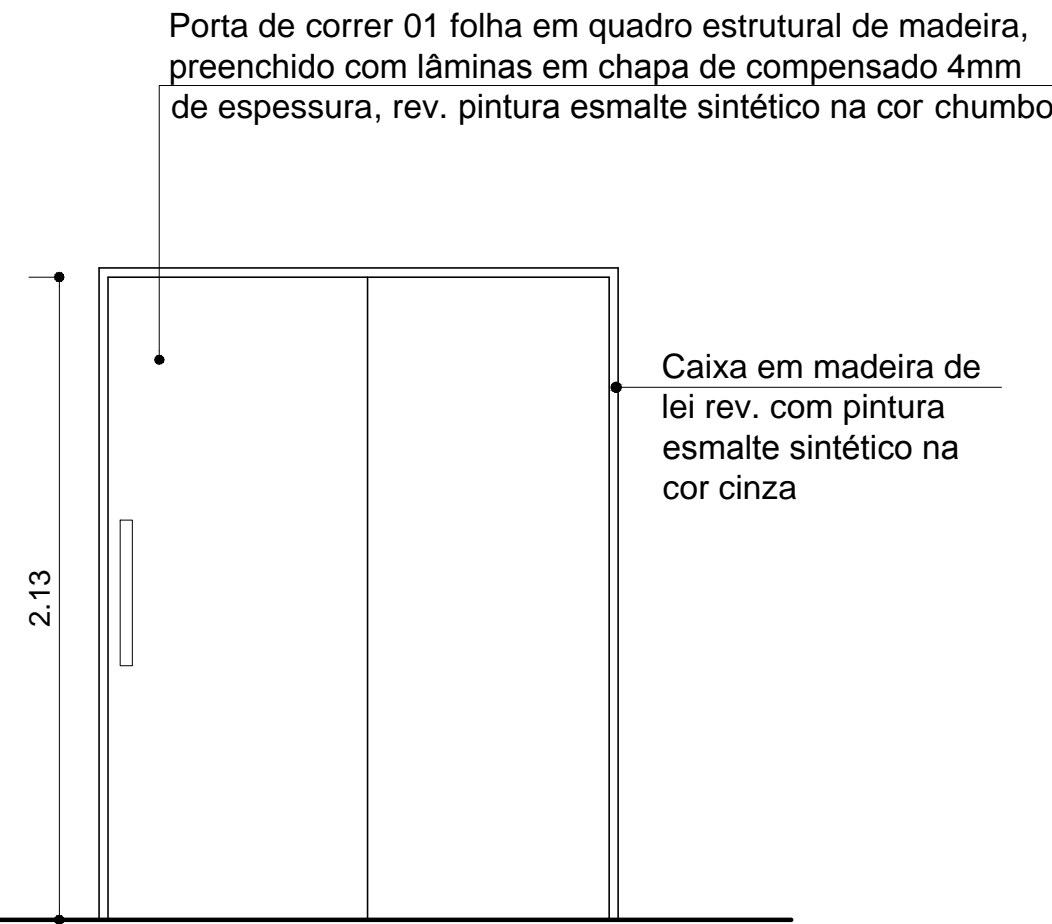 Porta de correr 01 folha em quadro estrutural de madeira,
preenchido com lâminas em chapa de compensado 4mm
de espessura, rev. pintura esmalte sintético na cor chumbo
Caixa em madeira de
lei rev. com pintura
esmalte sintético na
cor cinza
2.13